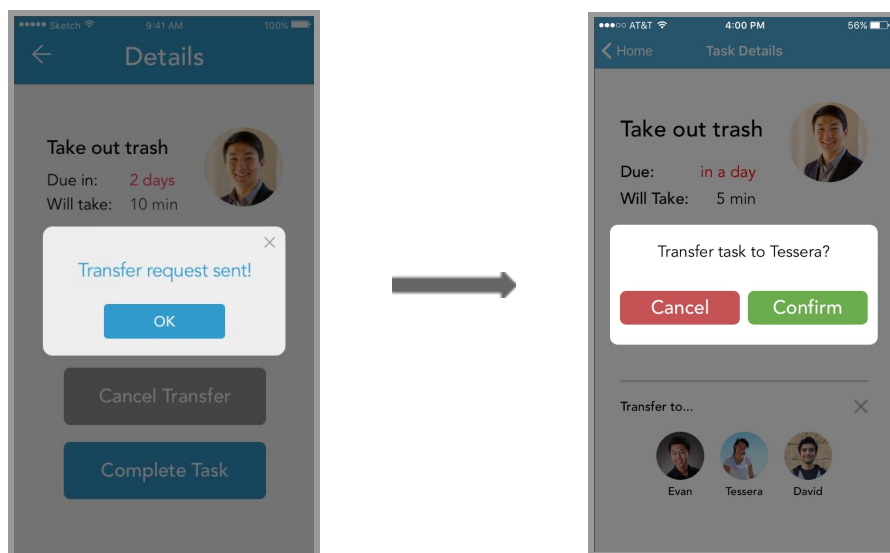 ●●●●● Sketch 9:41 AM 100%
Details
Take out trash
Due in: 2 days
Will take: 10 min
Transfer request sent!
OK
Cancel Transfer
Complete Task
●●●○○ AT&T 4:00 PM 56%
Home Task Details
Take out trash
Due: in a day
Will Take: 5 min
Transfer task to Tessera?
Cancel Confirm
Transfer to...
Evan Tessera David